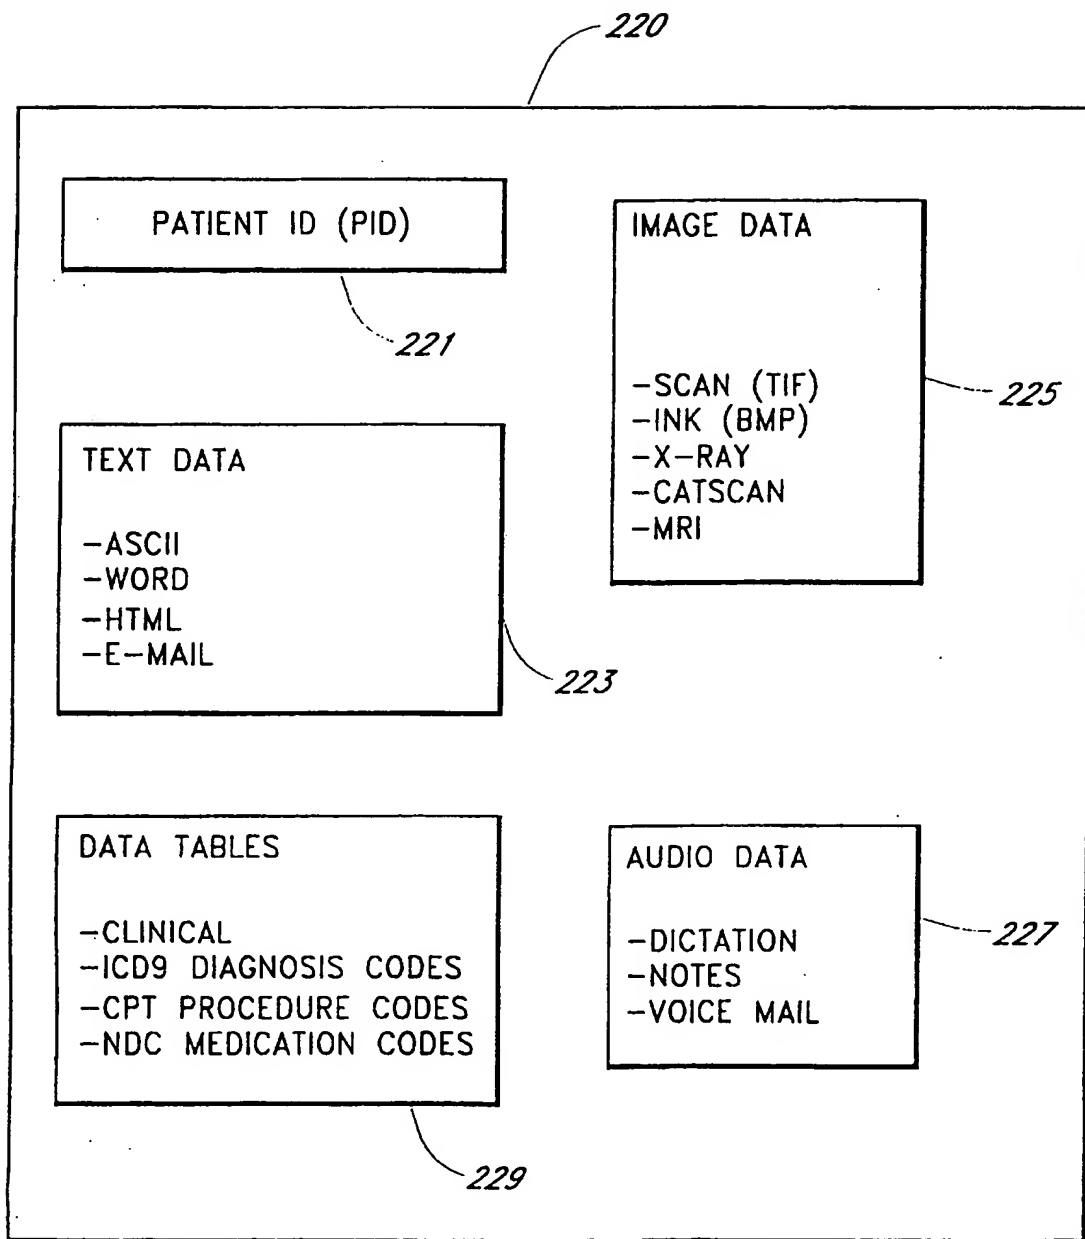 220
PATIENT ID (PID)
221
IMAGE DATA
-SCAN (TIF)
-INK (BMP)
-X-RAY
-CATSCAN
-MRI
225
TEXT DATA
-ASCII
-WORD
-HTML
-E-MAIL
223
DATA TABLES
-CLINICAL
-ICD9 DIAGNOSIS CODES
-CPT PROCEDURE CODES
-NDC MEDICATION CODES
229
AUDIO DATA
-DICTATION
-NOTES
-VOICE MAIL
227